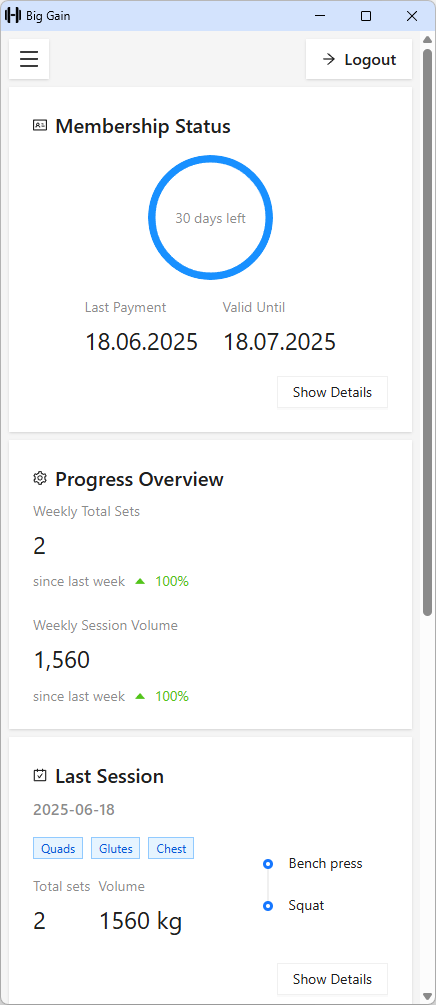 Big Gain
Logout
Membership Status
30 days left
Last Payment Valid Until
18.06.2025 18.07.2025
Show Details
Progress Overview
Weekly Total Sets
2
since last week 100%
Weekly Session Volume
1,560
since last week 100%
Last Session
2025-06-18
Quads Glutes Chest
Bench press
Total sets Volume
Squat
2 1560 kg
Show Details